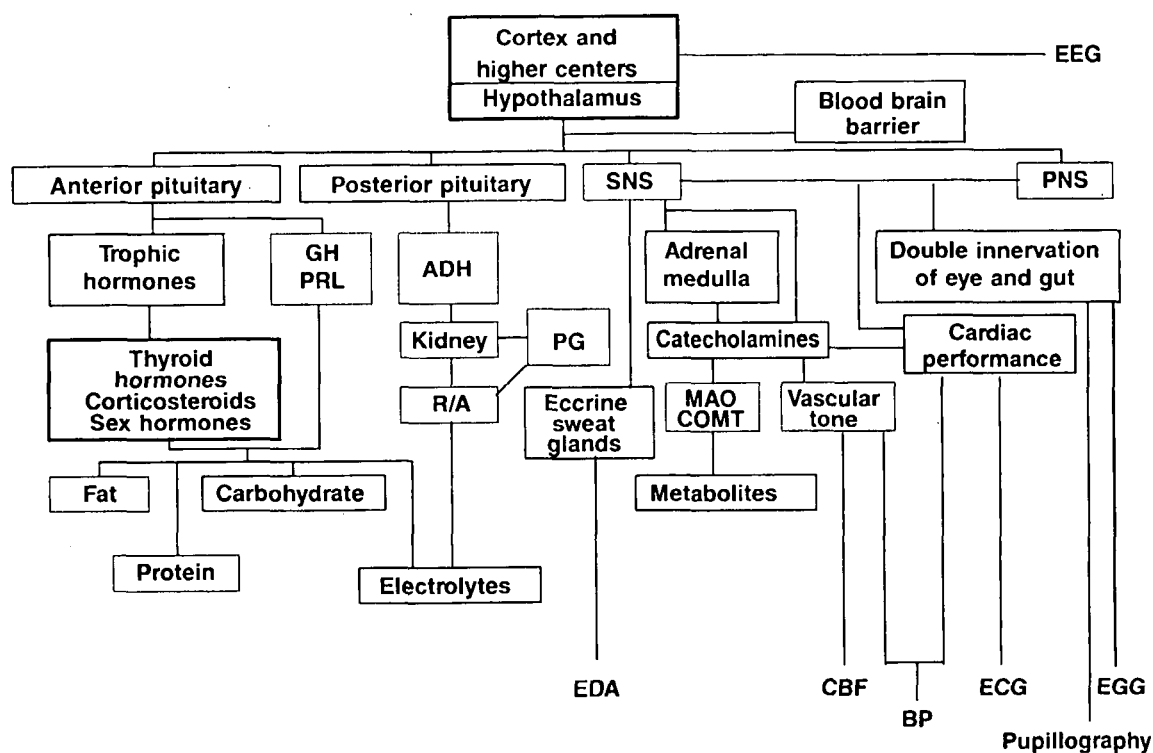 Cortex and
higher centers
Hypothalamus
EEG
Blood brain
barrier
Anterior pituitary
Posterior pituitary
SNS
PNS
Trophic
hormones
GH
PRL
ADH
Adrenal
medulla
Double innervation
of eye and gut
Kidney
PG
Catecholamines
Cardiac
performance
Thyroid
hormones
Corticosteroids
Sex hormones
R/A
Eccrine
sweat
glands
MAO
COMT
Vascular
tone
Fat
Carbohydrate
Metabolites
Protein
Electrolytes
EDA
CBF
BP
ECG
EGG
Pupillography